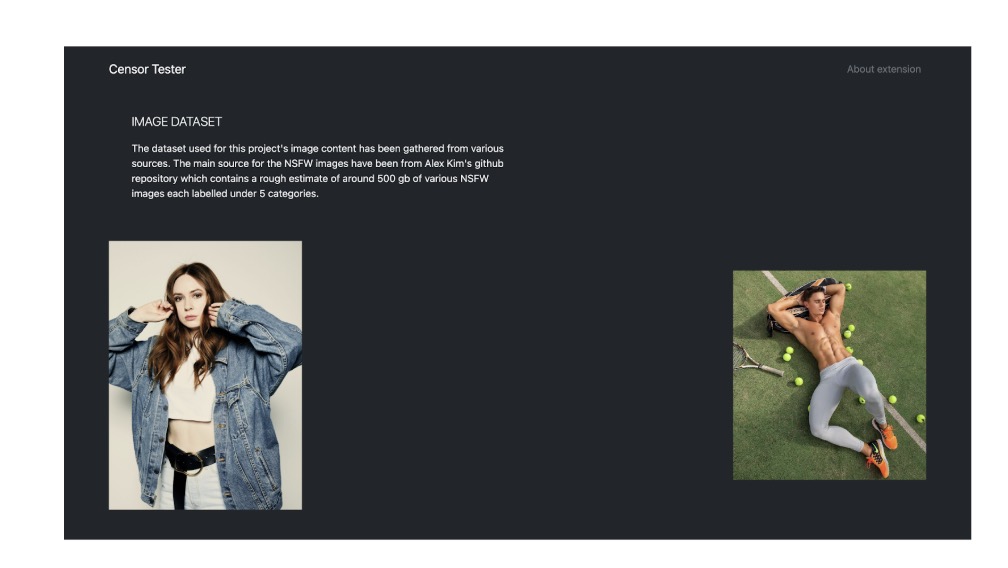 Censor Tester
About extension
IMAGE DATASET
The dataset used for this project's image content has been gathered from various
sources. The main source for the NSFW images have been from Alex Kim's github
repository which contains a rough estimate of around 500 gb of various NSFW
images each labelled under 5 categories.